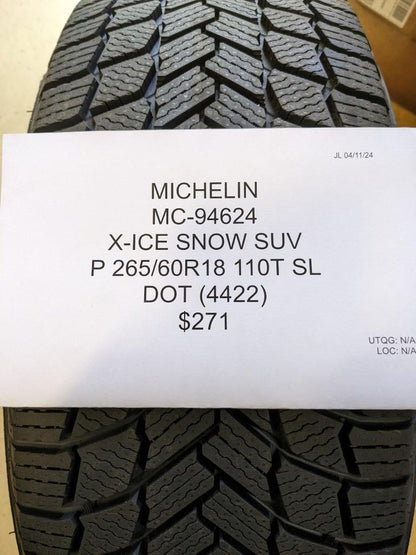 JL 04/11/24
MICHELIN
MC-94624
X-ICE SNOW SUV
P 265/60R18 110T SL
DOT (4422)
$271
UTQG: N/A
LOC: N/A